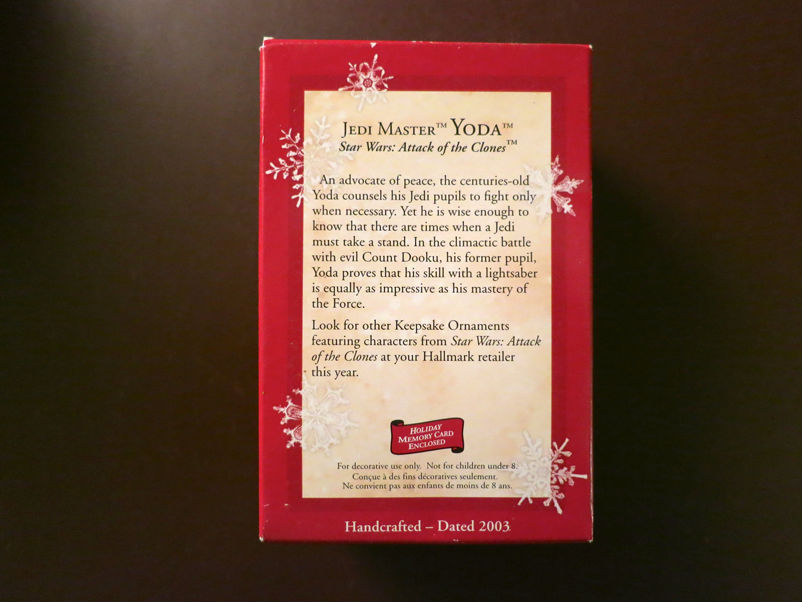 JEDI MASTER™ YODA™
Star Wars: Attack of the Clones™
An advocate of peace, the centuries-old
Yoda counsels his Jedi pupils to fight only
when necessary. Yet he is wise enough to
know that there are times when a Jedi
must take a stand. In the climactic battle
with evil Count Dooku, his former pupil,
Yoda proves that his skill with a lightsaber
is equally as impressive as his mastery of
the Force.
Look for other Keepsake Ornaments
featuring characters from Star Wars: Attack
of the Clones at your Hallmark retailer
this year.
HOLIDAY
MEMORY CARD
ENCLOSED
For decorative use only. Not for children under 8.
Conçue à des fins décoratives seulement.
Ne convient pas aux enfants de moins de 8 ans.
Handcrafted – Dated 2003